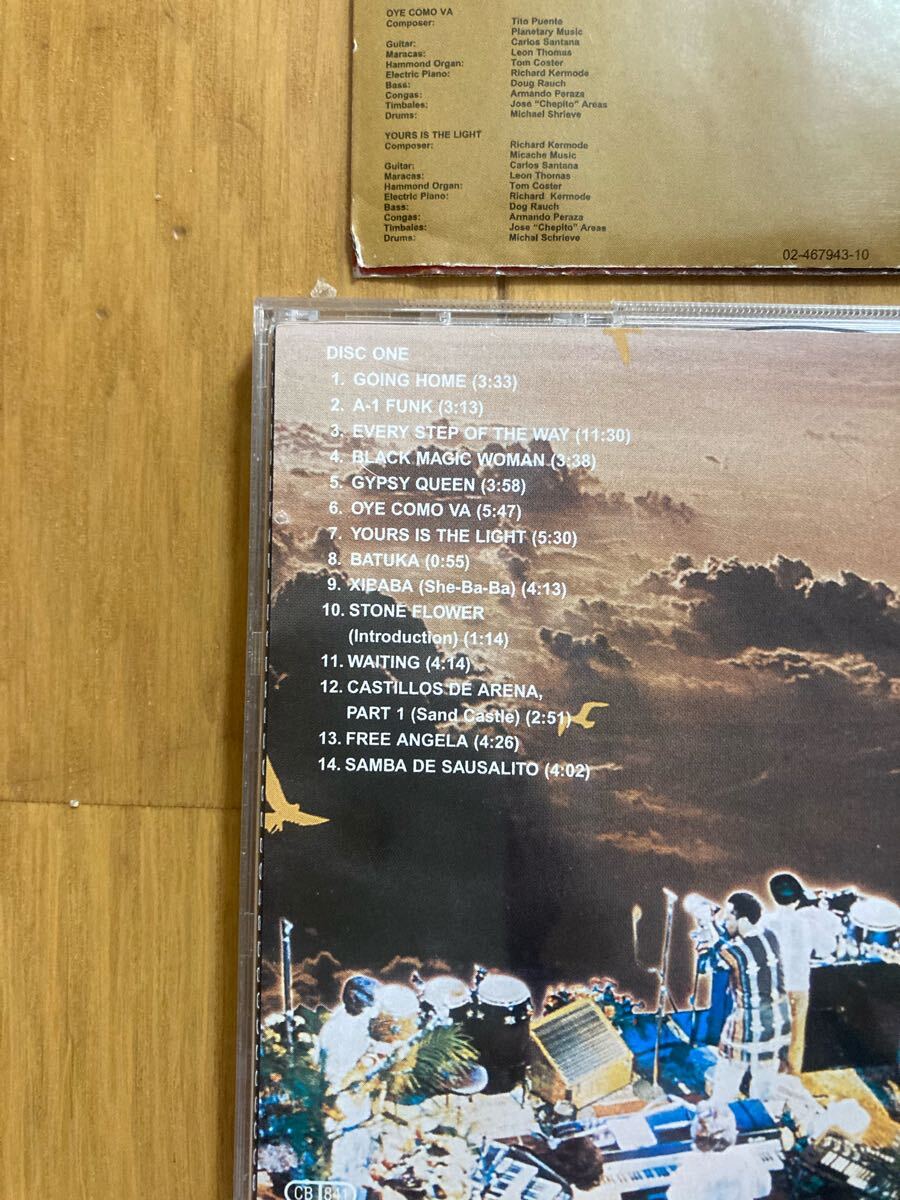 OYE COMO VA
Composer: Tito Puente
Planetary Music
Guitar: Carlos Santana
Maracas: Leon Thomas
Hammond Organ: Tom Coster
Electric Piano: Richard Kermode
Bass: Doug Rauch
Congas: Armando Peraza
Timbales: José "Chepito" Areas
Drums: Michael Shrieve
YOURS IS THE LIGHT
Composer: Richard Kermode
Micache Music
Guitar: Carlos Santana
Maracas: Leon Thomas
Hammond Organ: Tom Coster
Electric Piano: Richard Kermode
Bass: Dog Rauch
Congas: Armando Peraza
Timbales: Jose "Chepito" Areas
Drums: Michal Schrieve
02-467943-10
DISC ONE
1. GOING HOME (3:33)
2. A-1 FUNK (3:13)
3. EVERY STEP OF THE WAY (11:30)
4. BLACK MAGIC WOMAN (3:38)
5. GYPSY QUEEN (3:58)
6. OYE COMO VA (5:47)
7. YOURS IS THE LIGHT (5:30)
8. BATUKA (0:55)
9. XIBABA (She-Ba-Ba) (4:13)
10. STONE FLOWER
(Introduction) (1:14)
11. WAITING (4:14)
12. CASTILLOS DE ARENA,
PART 1 (Sand Castle) (2:51)
13. FREE ANGELA (4:26)
14. SAMBA DE SAUSALITO (4:02)
CB 841